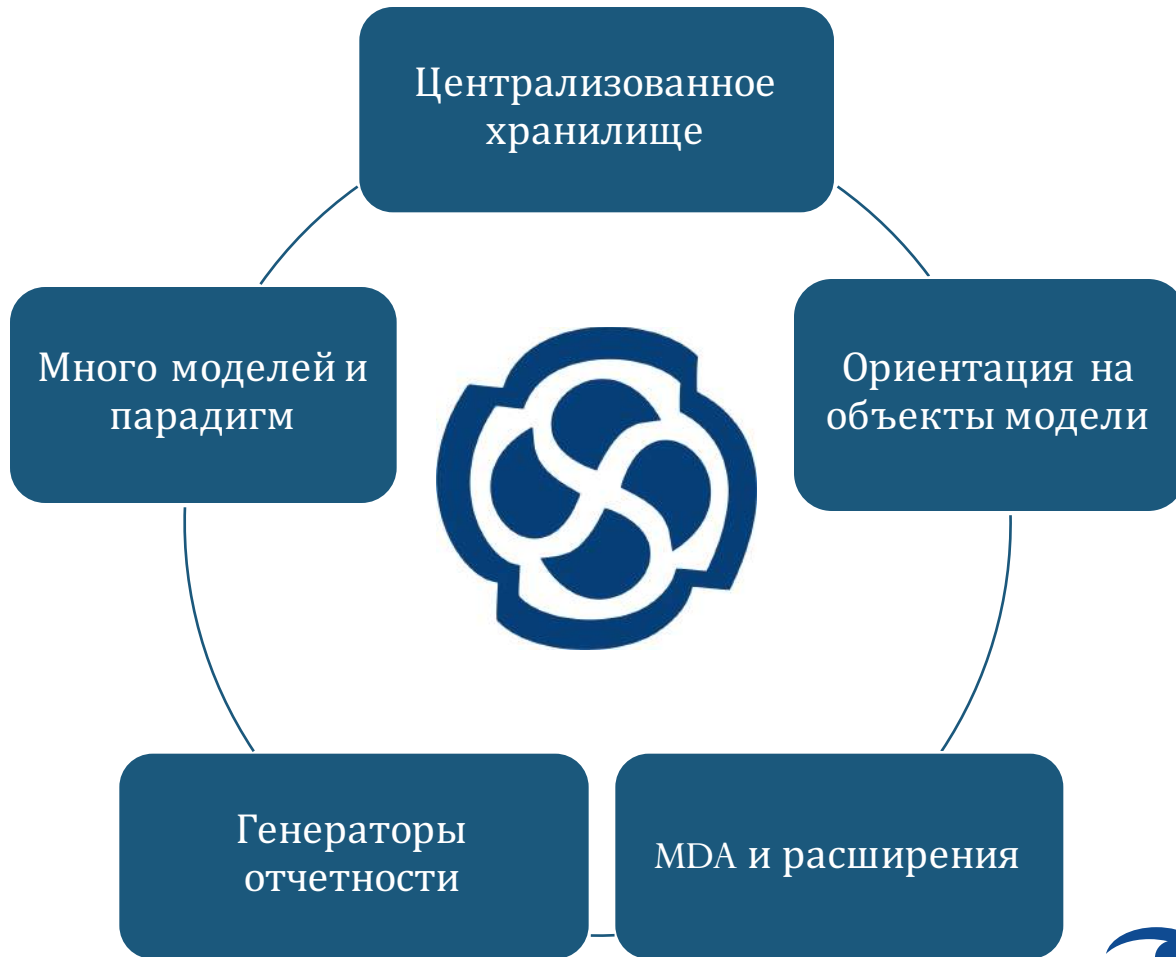 Централизованное
хранилище
Много моделей и
парадигм
Ориентация на
объекты модели
Генераторы
отчетности
MDA и расширения